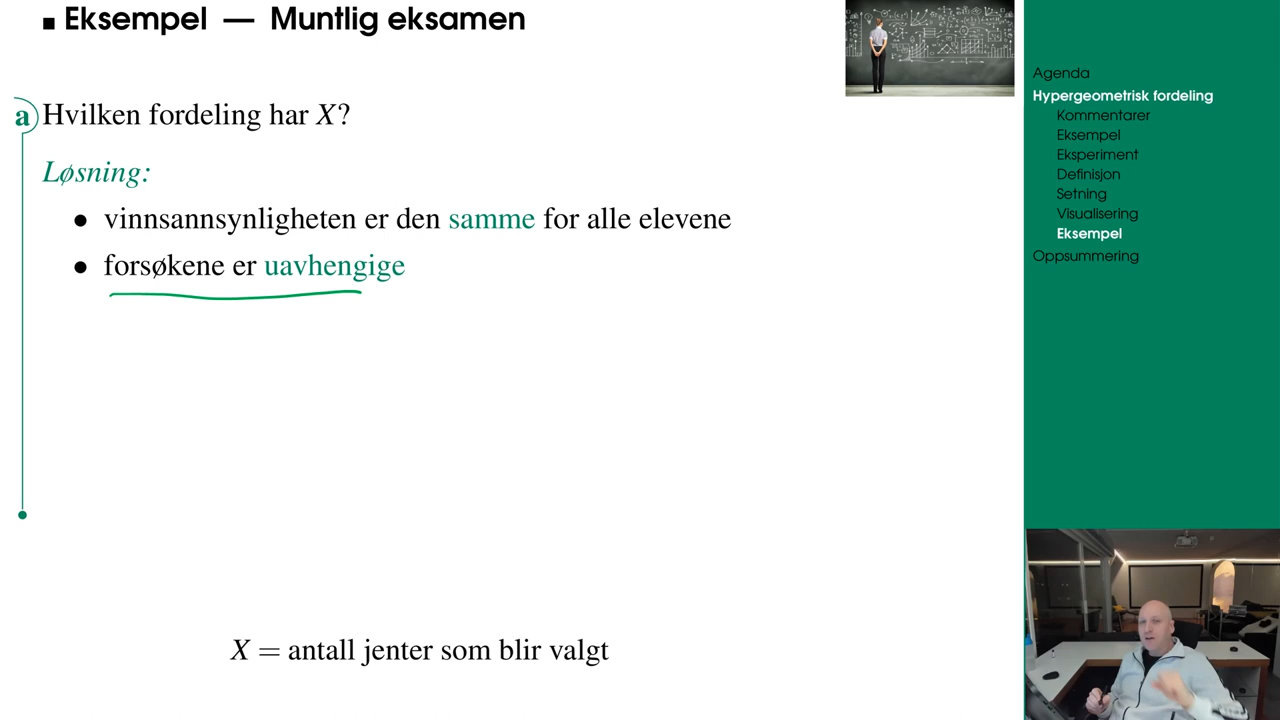 Eksempel — Muntlig eksamen
a Hvilken fordeling har X?
Løsning:
• vinnsannsynligheten er den samme for alle elevene
• forsøkene er uavhengige
X = antall jenter som blir valgt
Agenda
Hypergeometrisk fordeling
Kommentarer
Eksempel
Eksperiment
Definisjon
Setning
Visualisering
Eksempel
Oppsummering